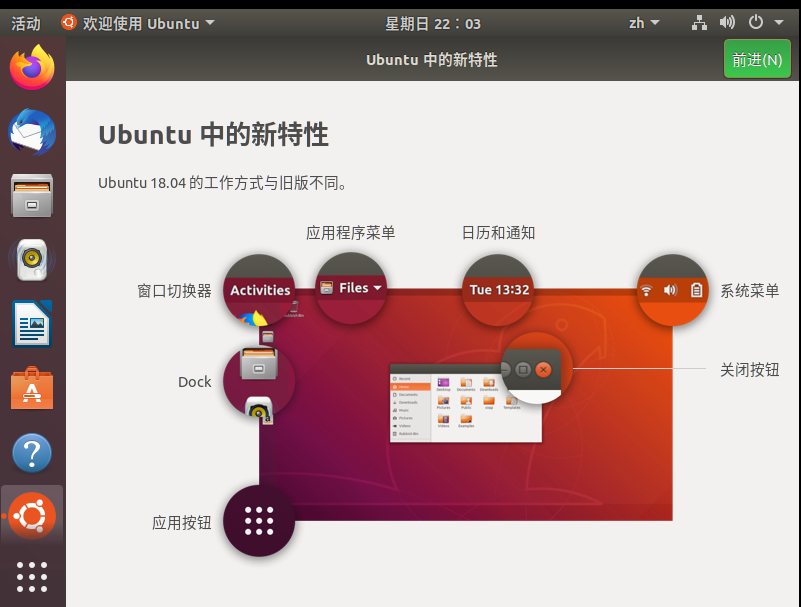 活动 欢迎使用 Ubuntu 星期日 22：03 zh
Ubuntu 中的新特性 前进(N)
Ubuntu 中的新特性
Ubuntu 18.04 的工作方式与旧版不同。
应用程序菜单 日历和通知
窗口切换器 Activities Files Tue 13:32 系统菜单
Dock 关闭按钮
应用按钮